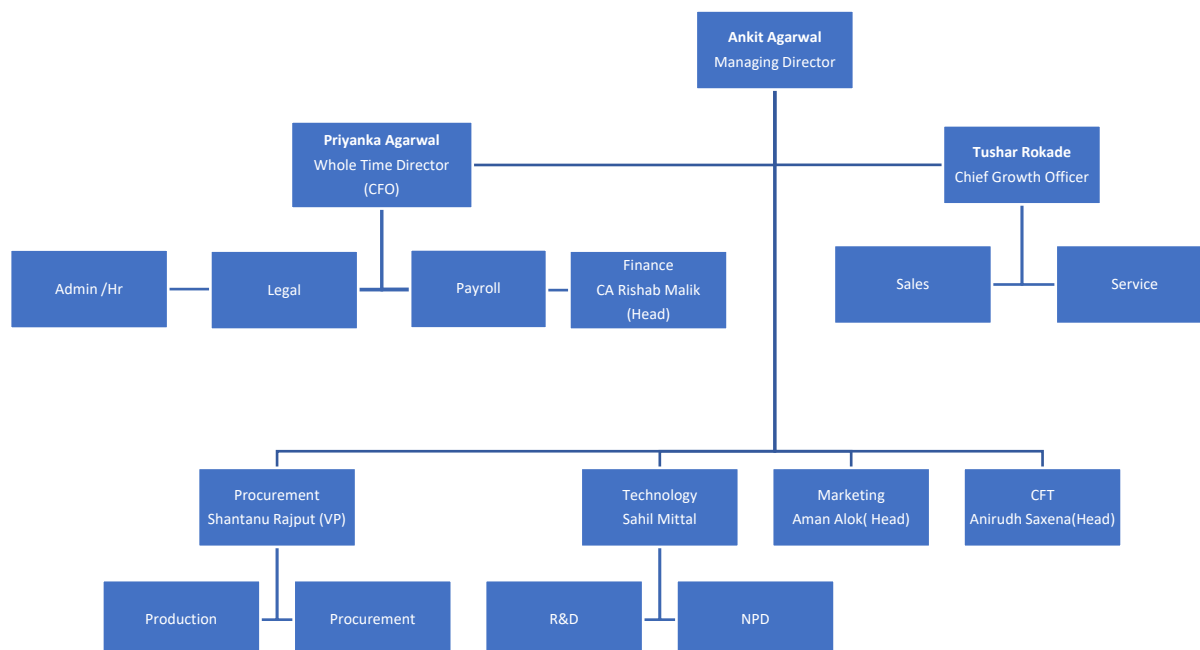 Ankit Agarwal
Managing Director
Priyanka Agarwal
Whole Time Director
(CFO)
Tushar Rokade
Chief Growth Officer
Admin /Hr
Legal
Payroll
Finance
CA Rishab Malik
(Head)
Sales
Service
Procurement
Shantanu Rajput (VP)
Technology
Sahil Mittal
Marketing
Aman Alok( Head)
CFT
Anirudh Saxena(Head)
Production
Procurement
R&D
NPD